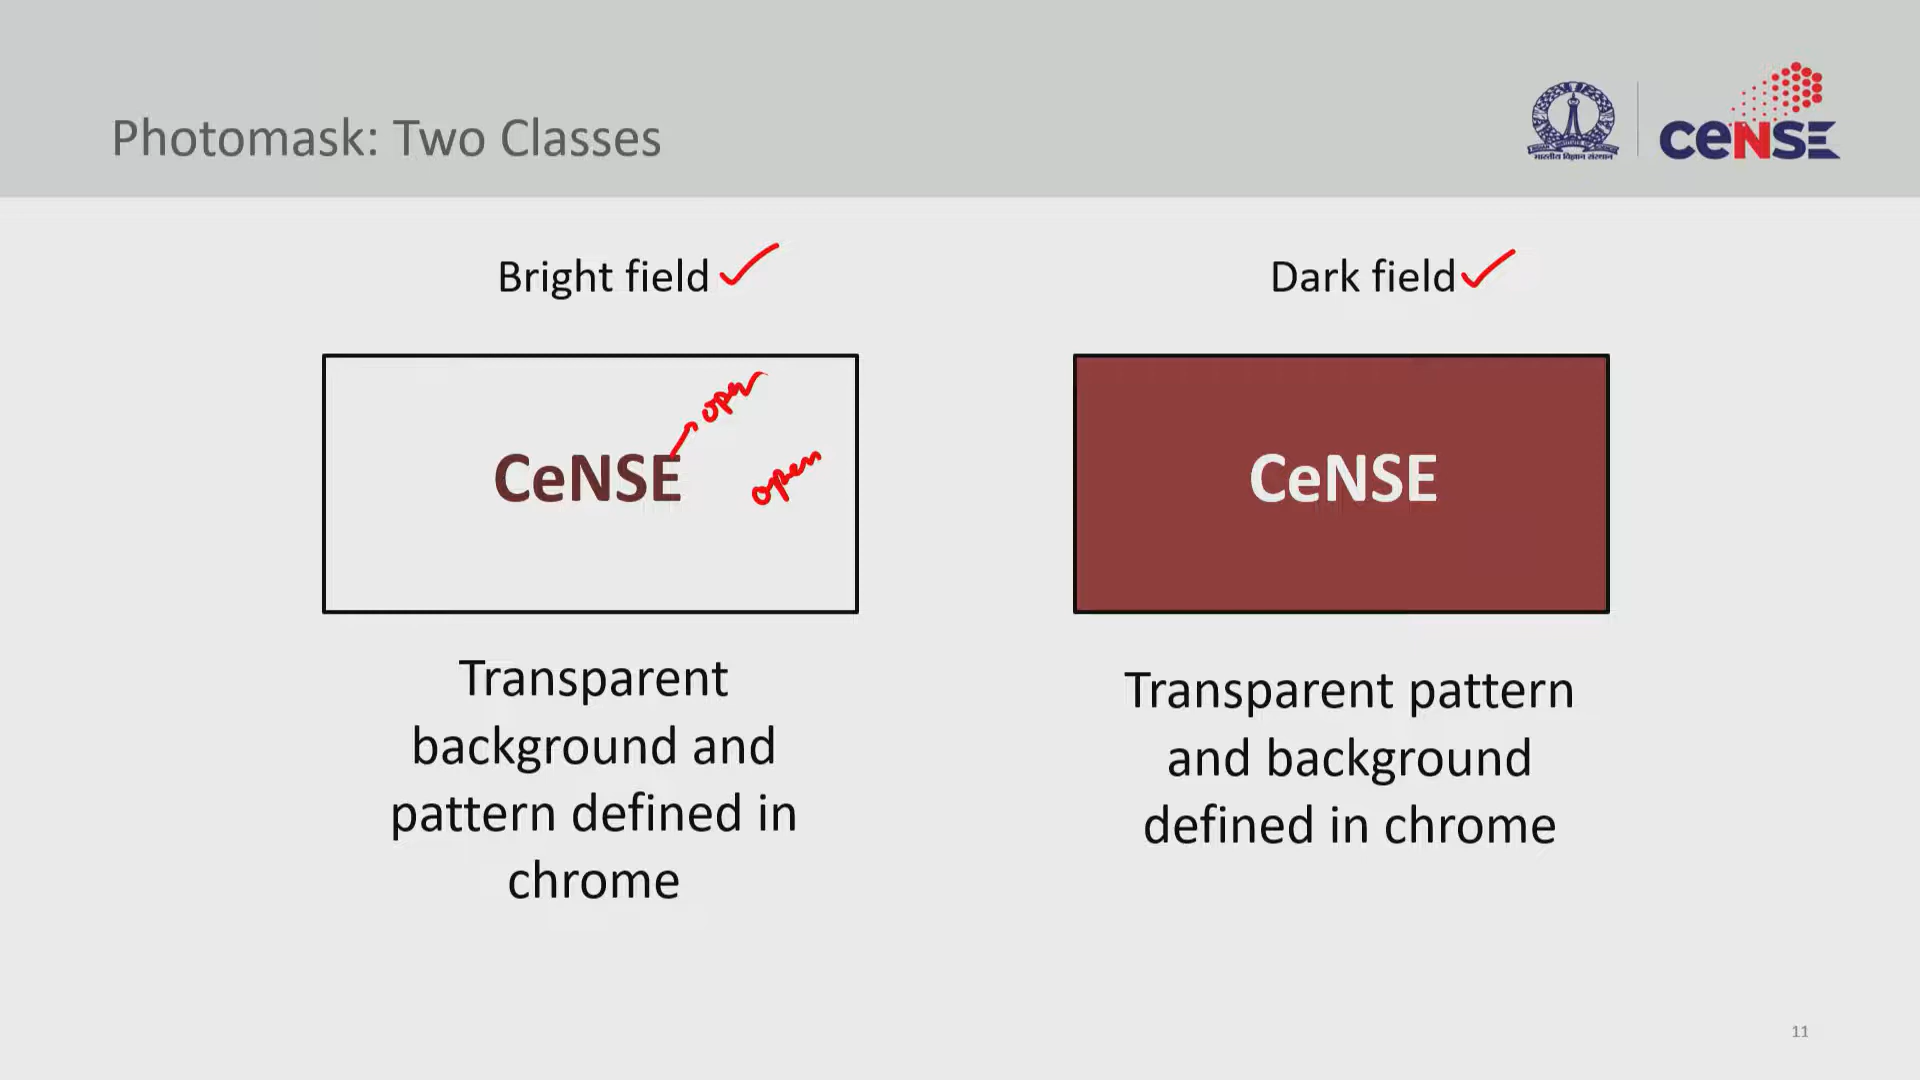 Photomask: Two Classes
भारतीय विज्ञान संस्थान
CeNSE
Bright field
Dark field
open
CeNSE
open
CeNSE
Transparent
background and
pattern defined in
chrome
Transparent pattern
and background
defined in chrome
11